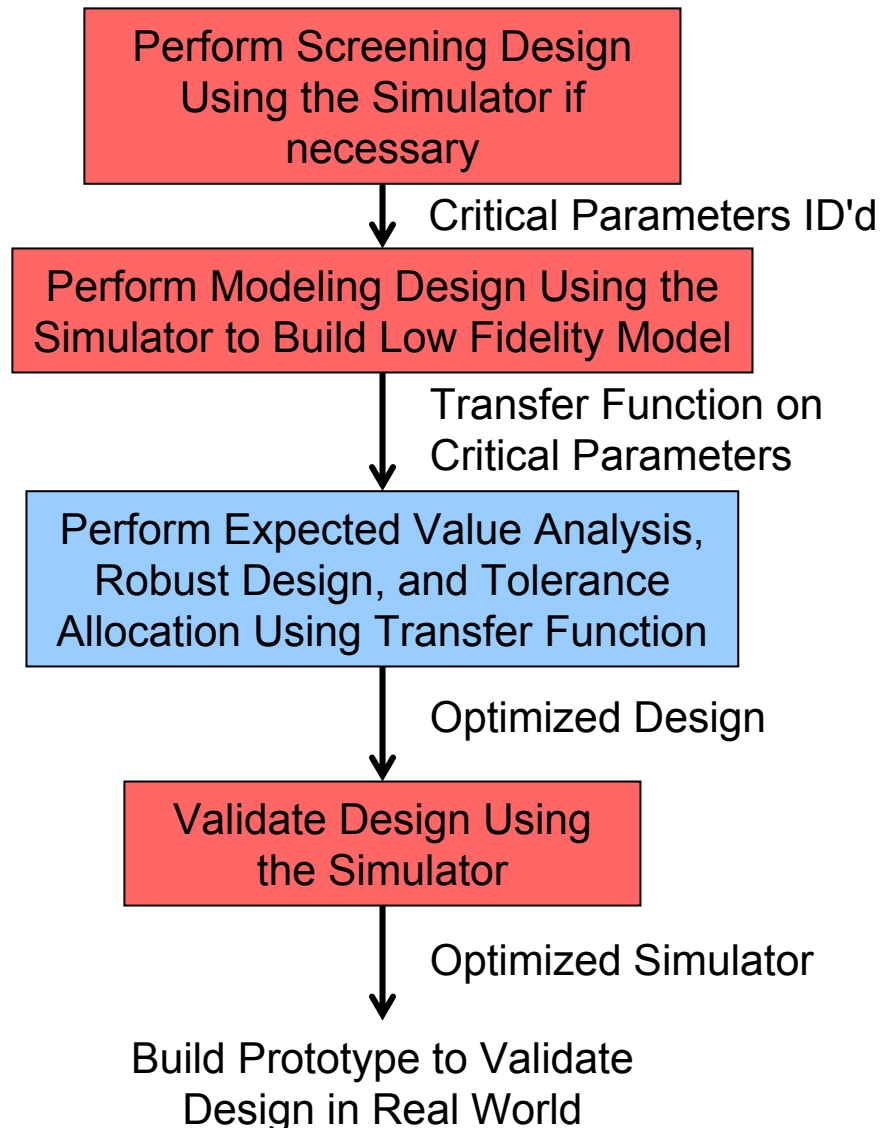 Perform Screening Design
Using the Simulator if
necessary
Critical Parameters ID'd
Perform Modeling Design Using the
Simulator to Build Low Fidelity Model
Transfer Function on
Critical Parameters
Perform Expected Value Analysis,
Robust Design, and Tolerance
Allocation Using Transfer Function
Optimized Design
Validate Design Using
the Simulator
Optimized Simulator
Build Prototype to Validate
Design in Real World